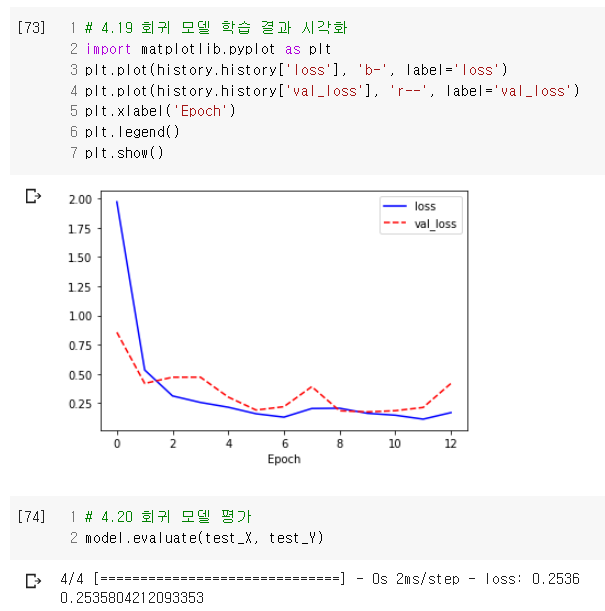 [73] 1 # 4.19 회귀 모델 학습 결과 시각화
2 import matplotlib.pyplot as plt
3 plt.plot(history.history['loss'], 'b-', label='loss')
4 plt.plot(history.history['val_loss'], 'r--', label='val_loss')
5 plt.xlabel('Epoch')
6 plt.legend()
7 plt.show()
2.00
1.75
1.50
1.25
1.00
0.75
0.50
0.25
loss
val_loss
0 2 4 6 8 10 12
Epoch
[74] 1 # 4.20 회귀 모델 평가
2 model.evaluate(test_X, test_Y)
4/4 [==============================] - 0s 2ms/step - loss: 0.2536
0.2535804212093353